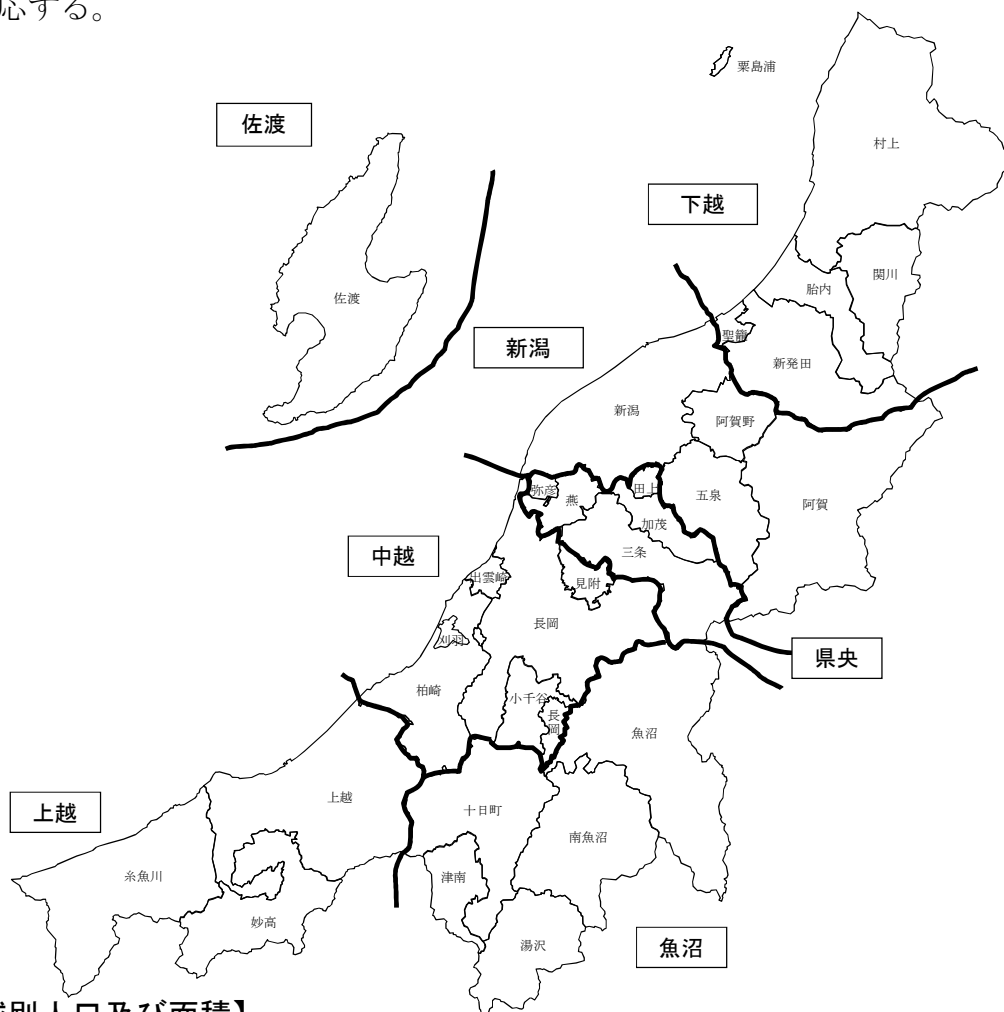 応する。
粟島浦
佐渡
村上
下越
関川
佐渡
胎内
聖籠
新潟
新発田
新潟
阿賀野
弥彦
燕
田上
五泉
阿賀
加茂
三条
中越
出雲崎
見附
長岡
刈羽
県央
柏崎
小千谷
長岡
魚沼
上越
十日町
上越
南魚沼
糸魚川
津南
妙高
湯沢
魚沼
別人口及び面積】